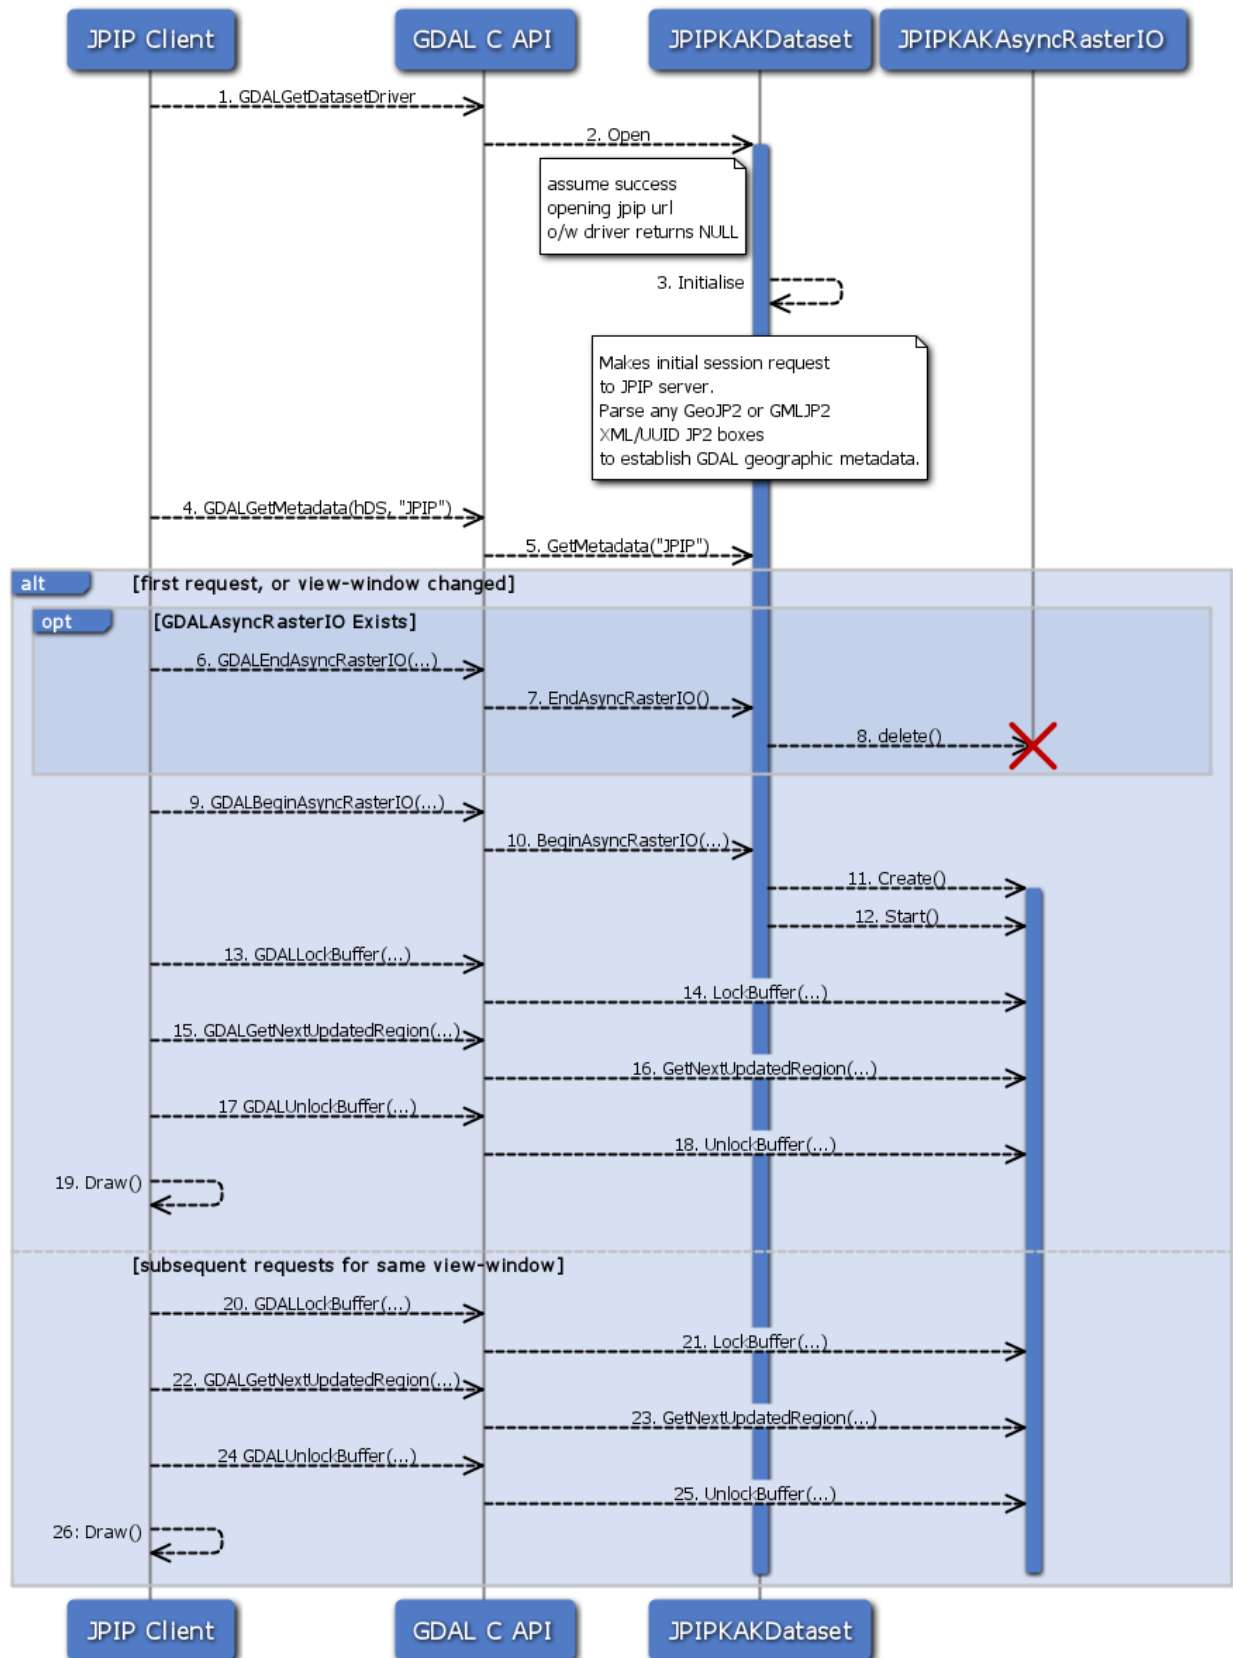 JPIP Client
GDAL C API
JPIPKAKDataset
JPIPKAKAsyncRasterIO
1. GDALGetDatasetDriver
2. Open
assume success
opening jpip url
o/w driver returns NULL
3. Initialise
Makes initial session request
to JPIP server.
Parse any GeoJP2 or GMLJP2
XML/UUID JP2 boxes
to establish GDAL geographic metadata.
4. GDALGetMetadata(hDS, "JPIP")
5. GetMetadata("JPIP")
alt
[first request, or view-window changed]
opt
[GDALAsyncRasterIO Exists]
6. GDALEndAsyncRasterIO(...)
7. EndAsyncRasterIO()
8. delete()
9. GDALBeginAsyncRasterIO(...)
10. BeginAsyncRasterIO(...)
11. Create()
12. Start()
13. GDALLockBuffer(...)
14. LockBuffer(...)
15. GDALGetNextUpdatedRegion(...)
16. GetNextUpdatedRegion(...)
17 GDALUnlockBuffer(...)
18. UnlockBuffer(...)
19. Draw()
[subsequent requests for same view-window]
20. GDALLockBuffer(...)
21. LockBuffer(...)
22. GDALGetNextUpdatedRegion(...)
23. GetNextUpdatedRegion(...)
24 GDALUnlockBuffer(...)
25. UnlockBuffer(...)
26: Draw()
JPIP Client
GDAL C API
JPIPKAKDataset